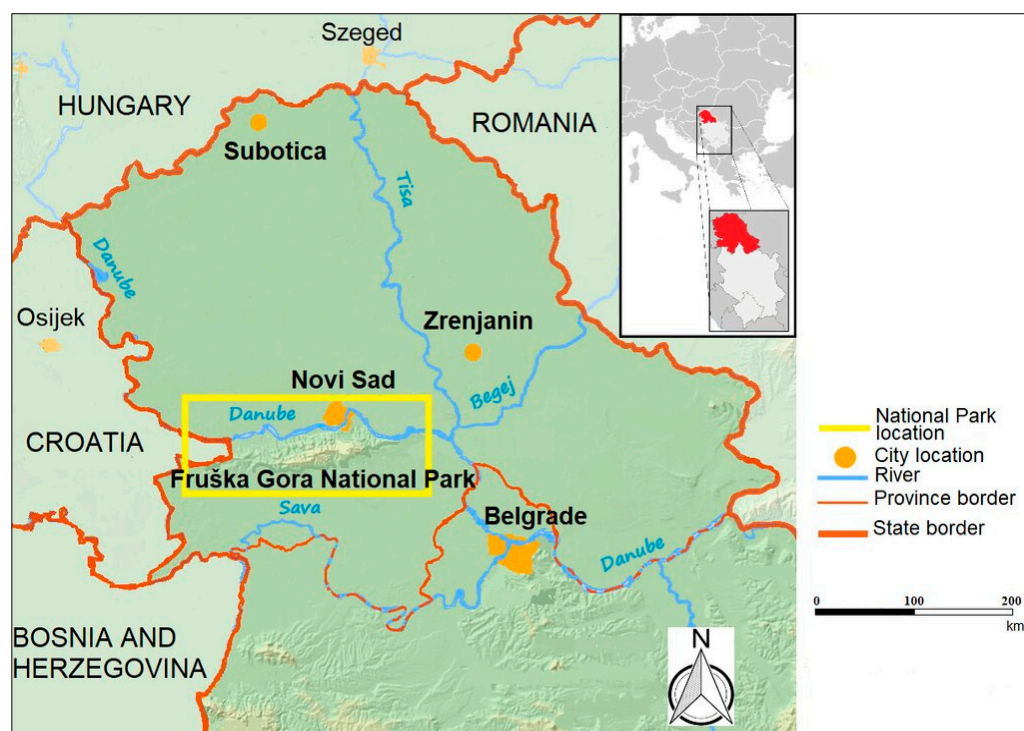 Szeged
HUNGARY
ROMANIA
Subotica
Tisa
Danube
Osijek
Zrenjanin
Novi Sad
Begej
Danube
CROATIA
Fruška Gora National Park
Sava
Belgrade
Danube
BOSNIA AND
HERZEGOVINA
N
National Park
location
City location
River
Province border
State border
0 100 200
km